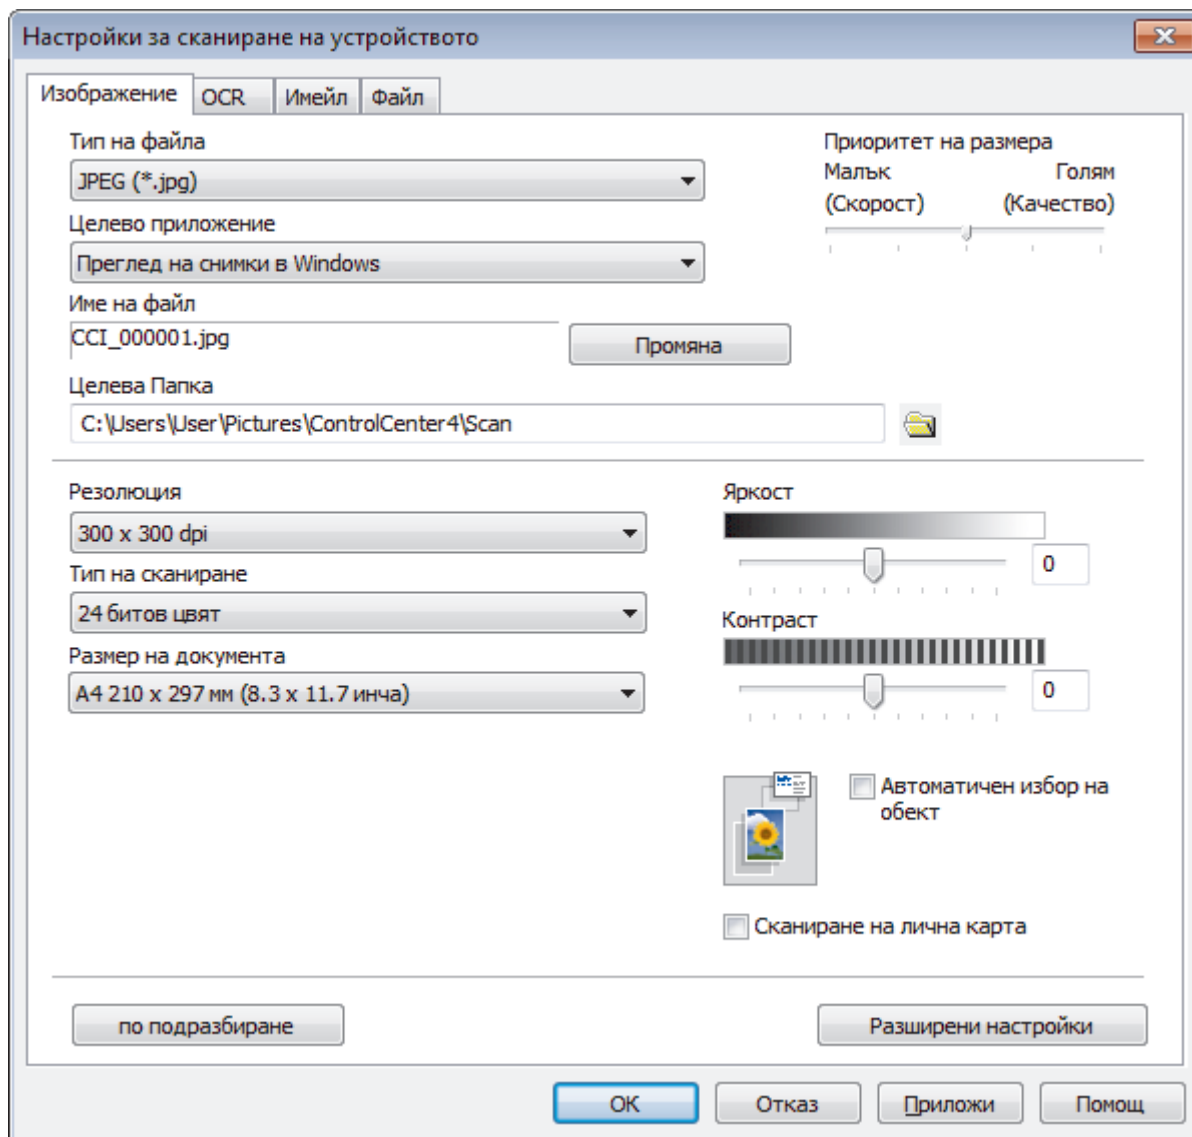 Настройки за сканиране на устройството
Изображение OCR Имейл Файл
Тип на файла
JPEG (*.jpg)
Целево приложение
Преглед на снимки в Windows
Име на файл
CCI_000001.jpg
Промяна
Целева Папка
C:\Users\User\Pictures\ControlCenter4\Scan
Приоритет на размера
Малък Голям
(Скорост) (Качество)
Резолюция
300 x 300 dpi
Тип на сканиране
24 битов цвят
Размер на документа
A4 210 x 297 мм (8.3 x 11.7 инча)
Яркост
0
Контраст
0
Автоматичен избор на
обект
Сканиране на лична карта
по подразбиране
Разширени настройки
OK Отказ Приложи Помощ